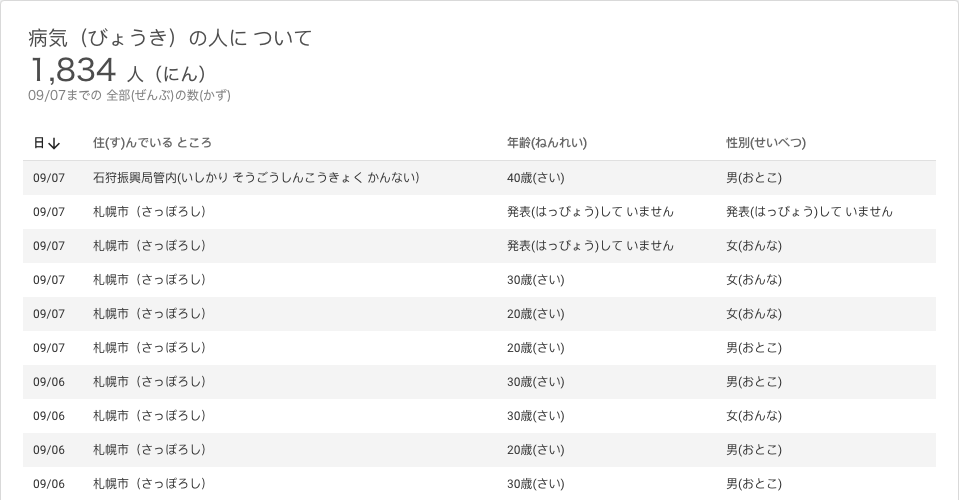 病気（びょうき）の人に ついて
1,834 人（にん）
09/07までの 全部(ぜんぶ)の数(かず)
日↓ 住(す)んでいる ところ 年齢(ねんれい) 性別(せいべつ)
09/07 石狩振興局管内(いしかり そうごうしんこうきょく かんない) 40歳(さい) 男(おとこ)
09/07 札幌市（さっぽろし） 発表(はっぴょう)して いません 発表(はっぴょう)して いません
09/07 札幌市（さっぽろし） 発表(はっぴょう)して いません 女(おんな)
09/07 札幌市（さっぽろし） 30歳(さい) 女(おんな)
09/07 札幌市（さっぽろし） 20歳(さい) 女(おんな)
09/07 札幌市（さっぽろし） 20歳(さい) 男(おとこ)
09/06 札幌市（さっぽろし） 30歳(さい) 男(おとこ)
09/06 札幌市（さっぽろし） 30歳(さい) 女(おんな)
09/06 札幌市（さっぽろし） 20歳(さい) 男(おとこ)
09/06 札幌市（さっぽろし） 30歳(さい) 男(おとこ)